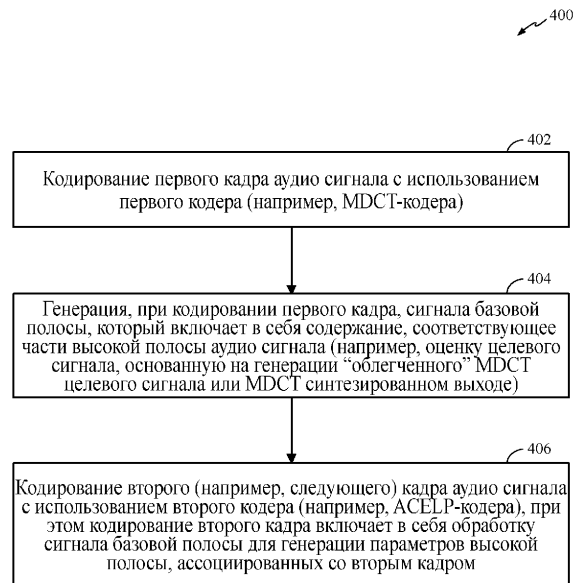 400
402
Кодирование первого кадра аудио сигнала с использованием
первого кодера (например, MDCT-кодера)
404
Генерация, при кодировании первого кадра, сигнала базовой
полосы, который включает в себя содержание, соответствующее
части высокой полосы аудио сигнала (например, оценку целевого
сигнала, основанную на генерации “облегченного” MDCT
целевого сигнала или MDCT синтезированном выходе)
406
Кодирование второго (например, следующего) кадра аудио сигнала
с использованием второго кодера (например, ACELP-кодера), при
этом кодирование второго кадра включает в себя обработку
сигнала базовой полосы для генерации параметров высокой
полосы, ассоциированных со вторым кадром